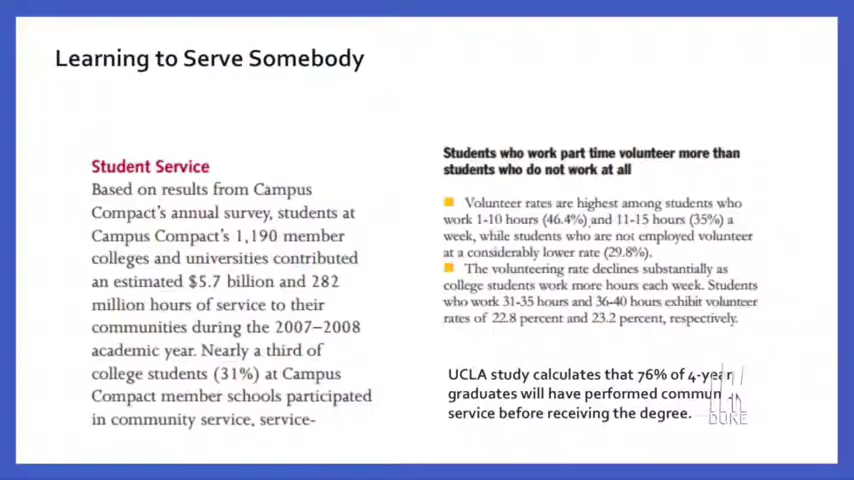 Learning to Serve Somebody
Student Service
Based on results from Campus
Compact's annual survey, students at
Campus Compact's 1,190 member
colleges and universities contributed
an estimated $5.7 billion and 282
million hours of service to their
communities during the 2007–2008
academic year. Nearly a third of
college students (31%) at Campus
Compact member schools participated
in community service, service-
Students who work part time volunteer more than
students who do not work at all
Volunteer rates are highest among students who
work 1-10 hours (46.4%) and 11-15 hours (35%) a
week, while students who are not employed volunteer
at a considerably lower rate (29.8%).
The volunteering rate declines substantially as
college students work more hours each week. Students
who work 31-35 hours and 36-40 hours exhibit volunteer
rates of 22.8 percent and 23.2 percent, respectively.
UCLA study calculates that 76% of 4-year
graduates will have performed commun
service before receiving the degree.
DUKE